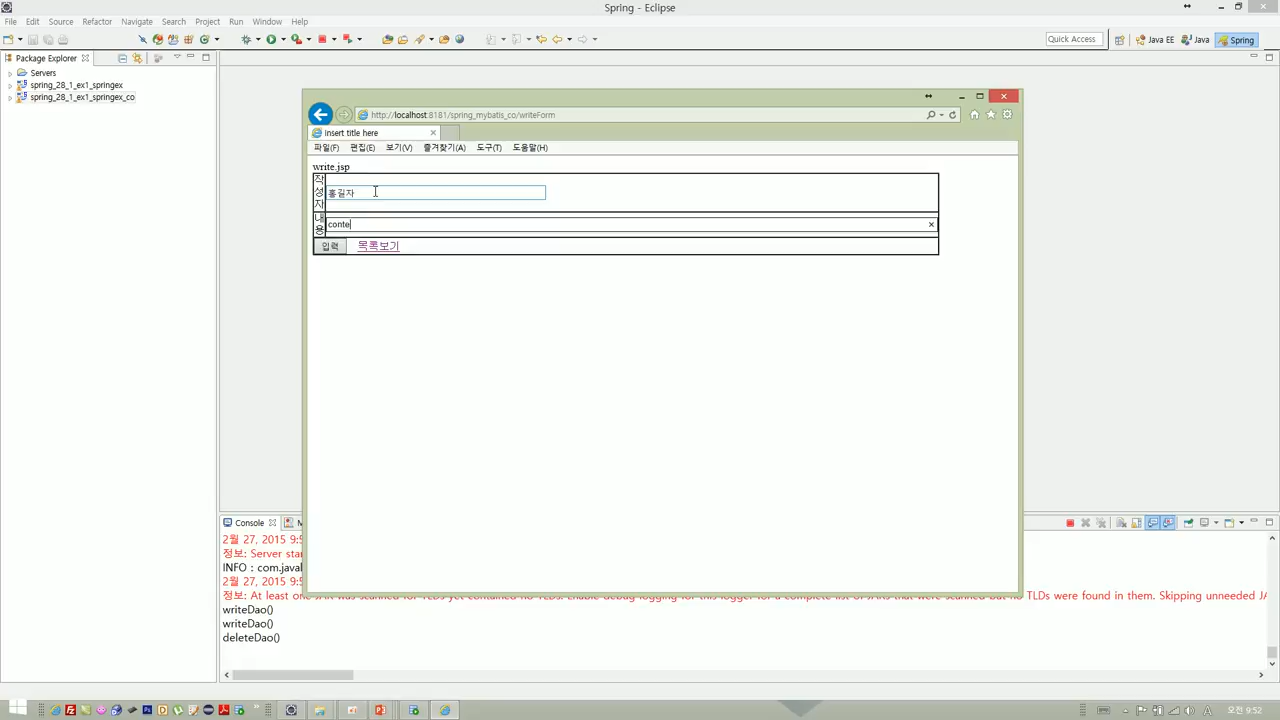 Spring - Eclipse
File Edit Source Refactor Navigate Search Project Run Window Help
Quick Access Java EE Java Spring
Package Explorer
Servers
spring_28_1_ex1_springex
spring_28_1_ex1_springex_co
http://localhost:8181/spring_mybatis_co/writeForm
Insert title here
파일(F) 편집(E) 보기(V) 즐겨찾기(A) 도구(T) 도움말(H)
write.jsp
작
성
자
홍길자
내
용
conte
입력 목록보기
Console
2월 27, 2015 9:5
정보: Server star
INFO : com.javal
2월 27, 2015 9:5
정보: At least one JAR was scanned for TLDs yet contained no TLDs. Enable debug logging for this logger for a complete list of JARs that were scanned but no TLDs were found in them. Skipping unneeded JA
writeDao()
writeDao()
deleteDao()
오전 9:52